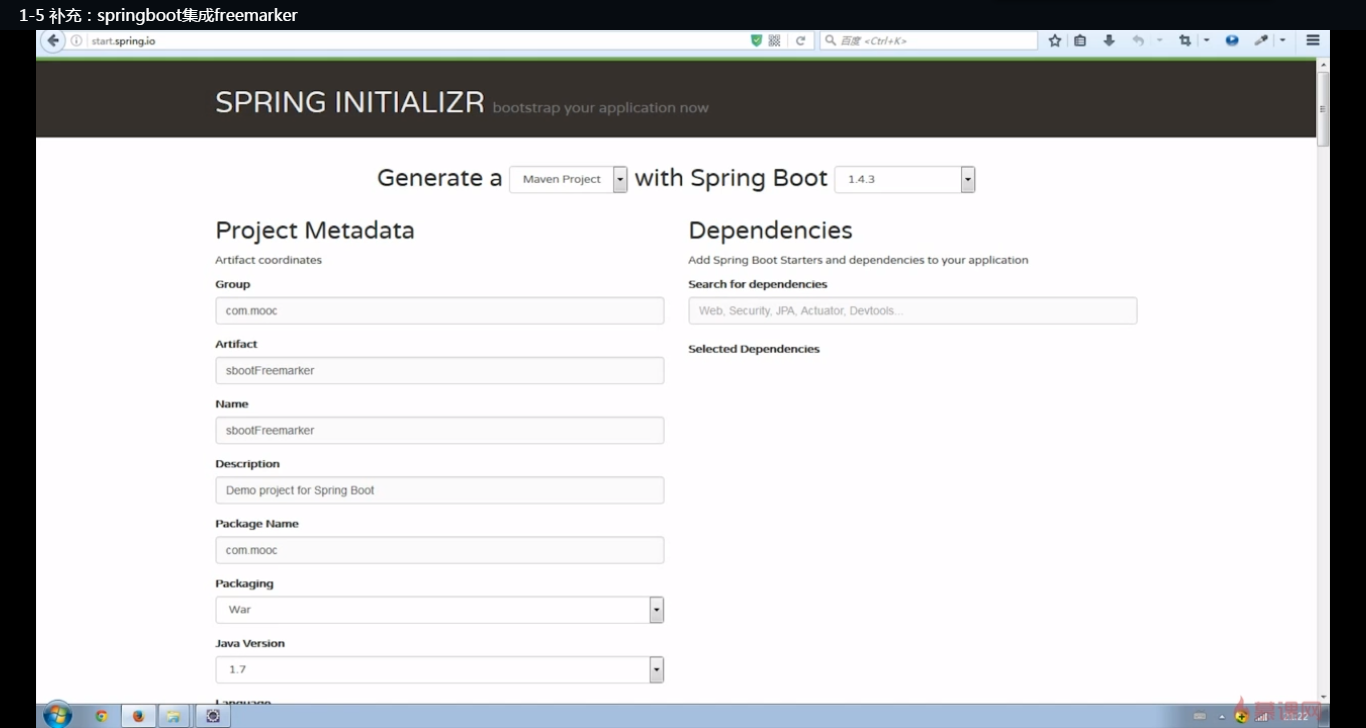 1-5 补充：springboot集成freemarker
start.spring.io
百度 <Ctrl+K>
SPRING INITIALIZR bootstrap your application now
Generate a Maven Project with Spring Boot 1.4.3
Project Metadata
Artifact coordinates
Group
com.mooc
Artifact
sbootFreemarker
Name
sbootFreemarker
Description
Demo project for Spring Boot
Package Name
com.mooc
Packaging
War
Java Version
1.7
Language
Dependencies
Add Spring Boot Starters and dependencies to your application
Search for dependencies
Web, Security, JPA, Actuator, Devtools...
Selected Dependencies
慕课网
21:22